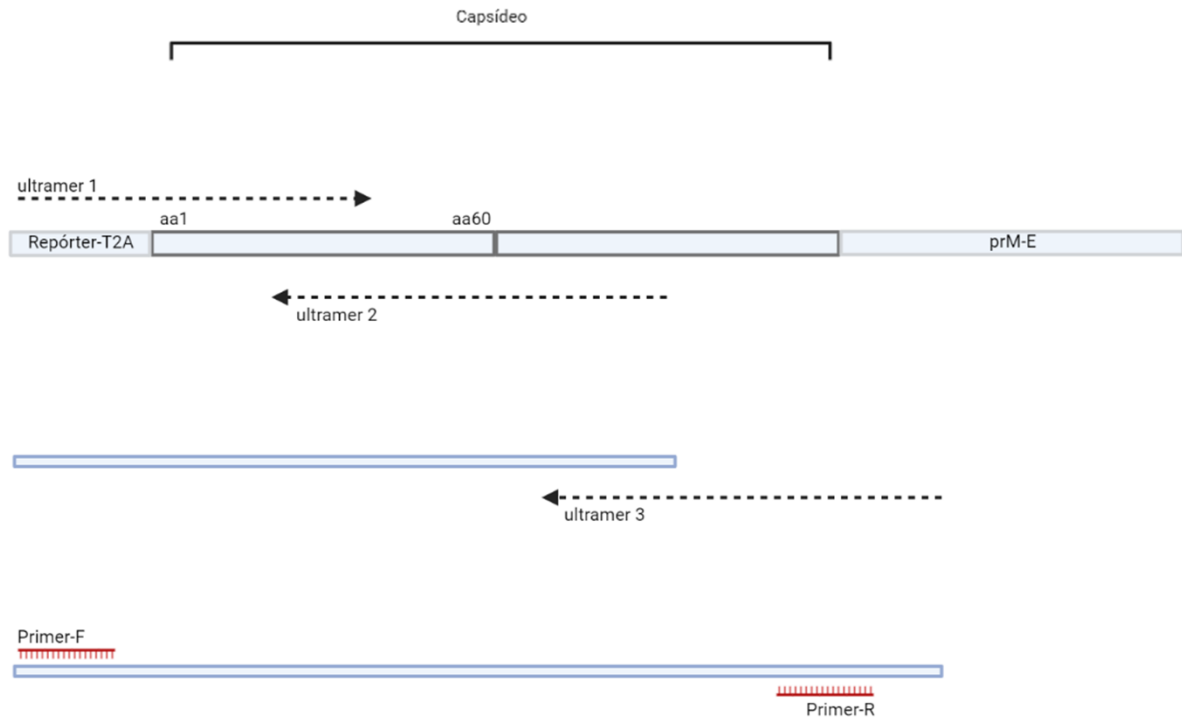 Capsídeo
ultramer 1
aa1
aa60
Repórter-T2A
prM-E
ultramer 2
ultramer 3
Primer-F
Primer-R